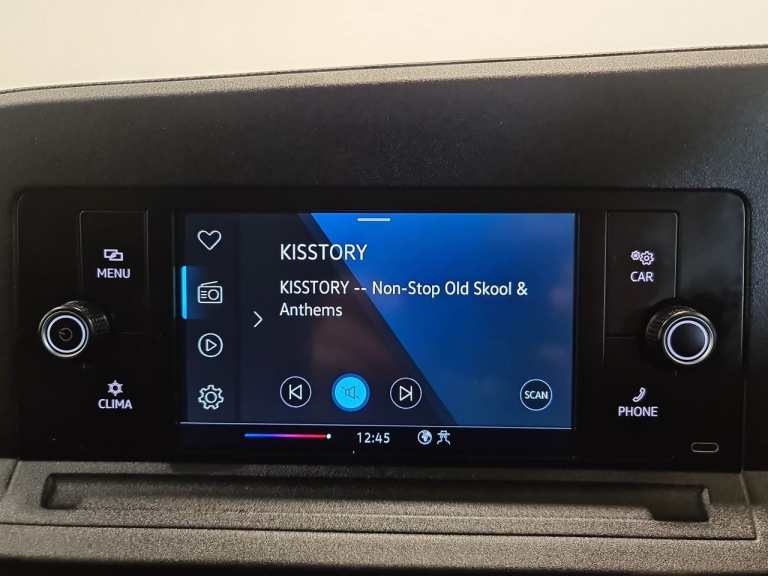 MENU
CLIMA
KISSTORY
KISSTORY -- Non-Stop Old Skool &
Anthems
SCAN
12:45
CAR
PHONE